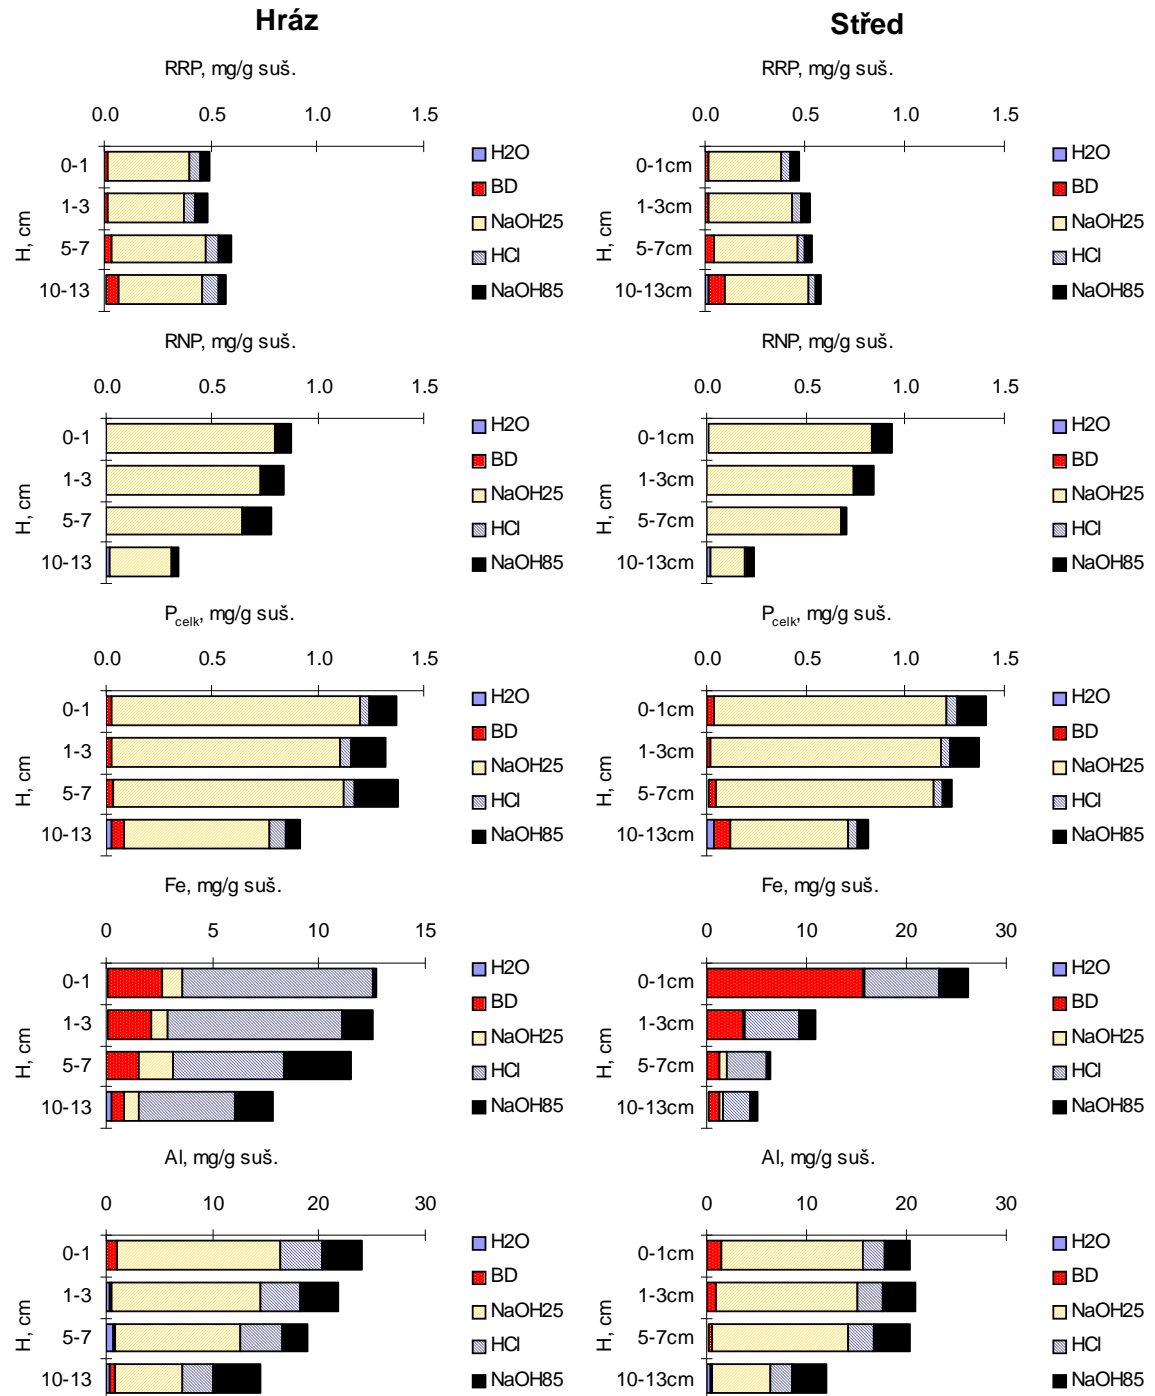 Hráz
Střed
RRP, mg/g suš.
0.0 0.5 1.0 1.5
H, cm
0-1
1-3
5-7
10-13
H2O
BD
NaOH25
HCl
NaOH85
RRP, mg/g suš.
0.0 0.5 1.0 1.5
H, cm
0-1cm
1-3cm
5-7cm
10-13cm
H2O
BD
NaOH25
HCl
NaOH85
RNP, mg/g suš.
0.0 0.5 1.0 1.5
H, cm
0-1
1-3
5-7
10-13
H2O
BD
NaOH25
HCl
NaOH85
RNP, mg/g suš.
0.0 0.5 1.0 1.5
H, cm
0-1cm
1-3cm
5-7cm
10-13cm
H2O
BD
NaOH25
HCl
NaOH85
Pcelk, mg/g suš.
0.0 0.5 1.0 1.5
H, cm
0-1
1-3
5-7
10-13
H2O
BD
NaOH25
HCl
NaOH85
Pcelk, mg/g suš.
0.0 0.5 1.0 1.5
H, cm
0-1cm
1-3cm
5-7cm
10-13cm
H2O
BD
NaOH25
HCl
NaOH85
Fe, mg/g suš.
0 5 10 15
H, cm
0-1
1-3
5-7
10-13
H2O
BD
NaOH25
HCl
NaOH85
Fe, mg/g suš.
0 10 20 30
H, cm
0-1cm
1-3cm
5-7cm
10-13cm
H2O
BD
NaOH25
HCl
NaOH85
Al, mg/g suš.
0 10 20 30
H, cm
0-1
1-3
5-7
10-13
H2O
BD
NaOH25
HCl
NaOH85
Al, mg/g suš.
0 10 20 30
H, cm
0-1cm
1-3cm
5-7cm
10-13cm
H2O
BD
NaOH25
HCl
NaOH85